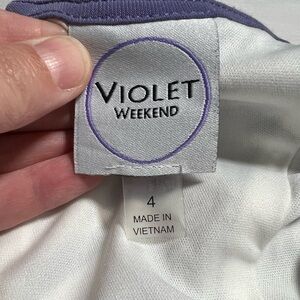 VIOLET
WEEKEND
4
MADE IN
VIETNAM